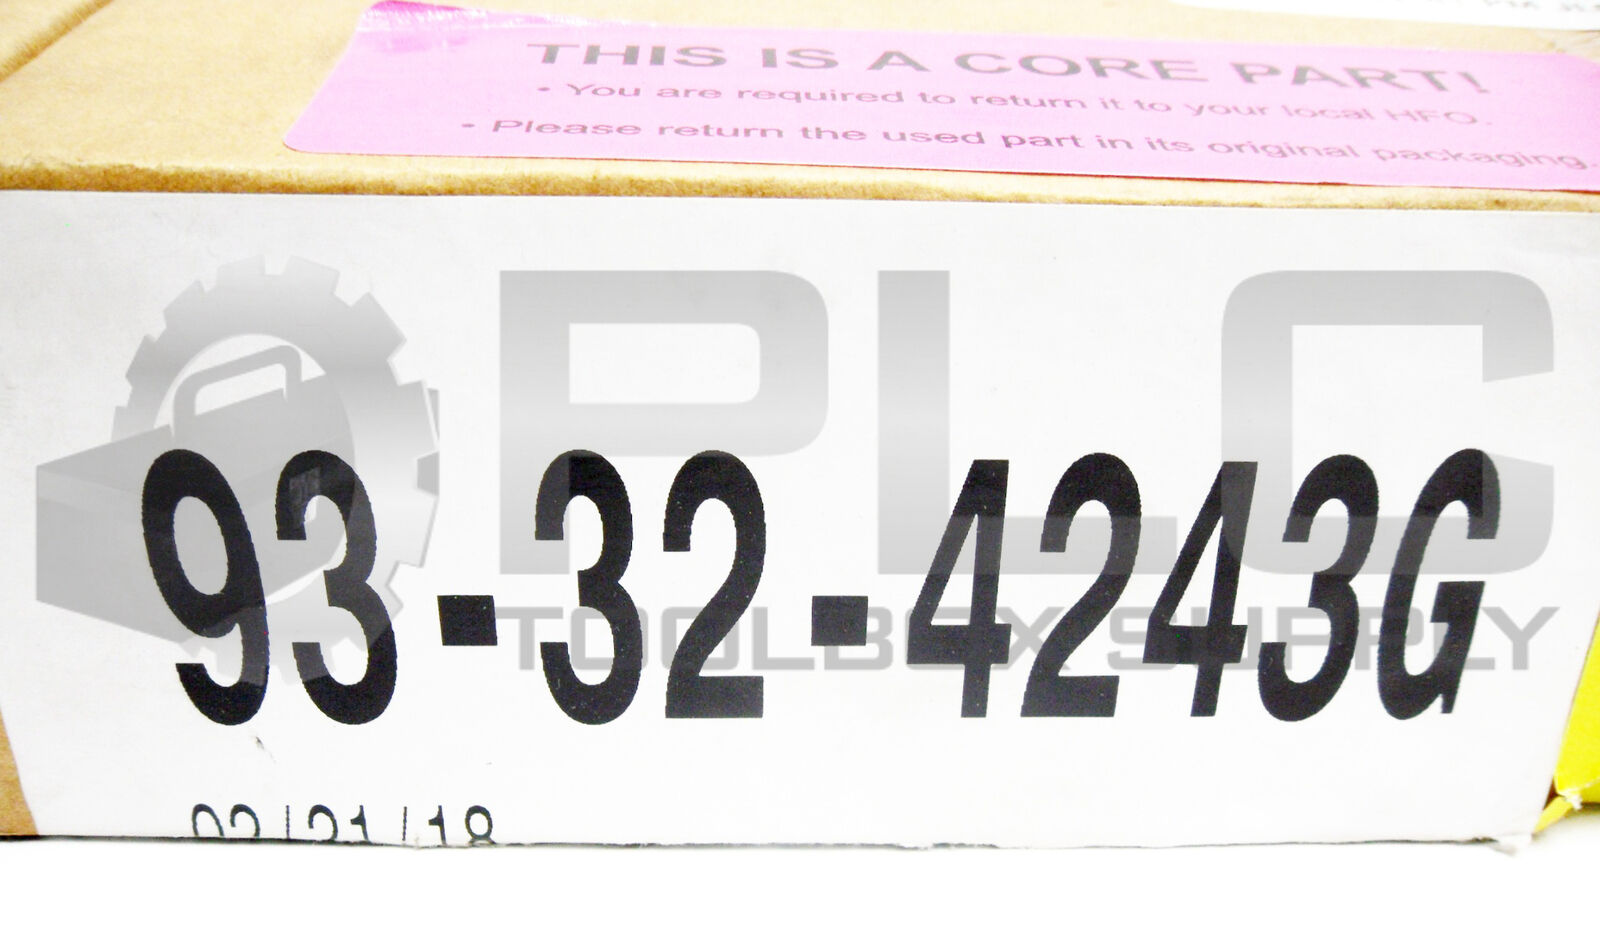 THIS IS A CORE PART!
• You are required to return it to your local HFO.
• Please return the used part in its original packaging.
PLC
TOOLBOX SUPPLY
93-32-4243G